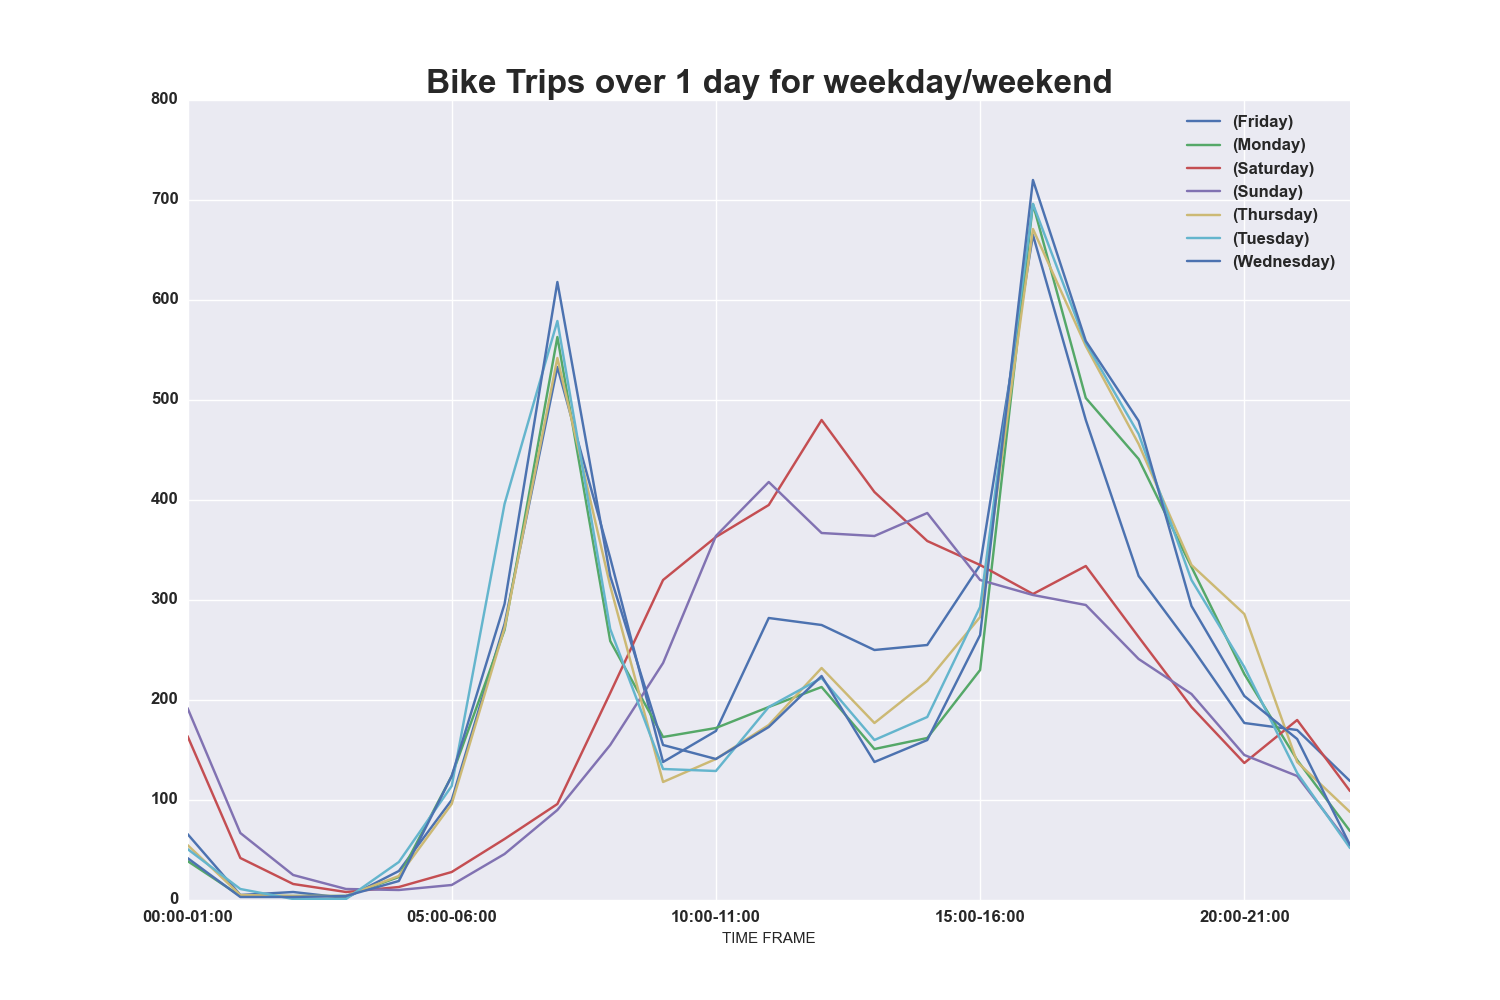 Bike Trips over 1 day for weekday/weekend
800
700
600
500
400
300
200
100
0
(Friday)
(Monday)
(Saturday)
(Sunday)
(Thursday)
(Tuesday)
(Wednesday)
00:00-01:00 05:00-06:00 10:00-11:00 15:00-16:00 20:00-21:00
TIME FRAME